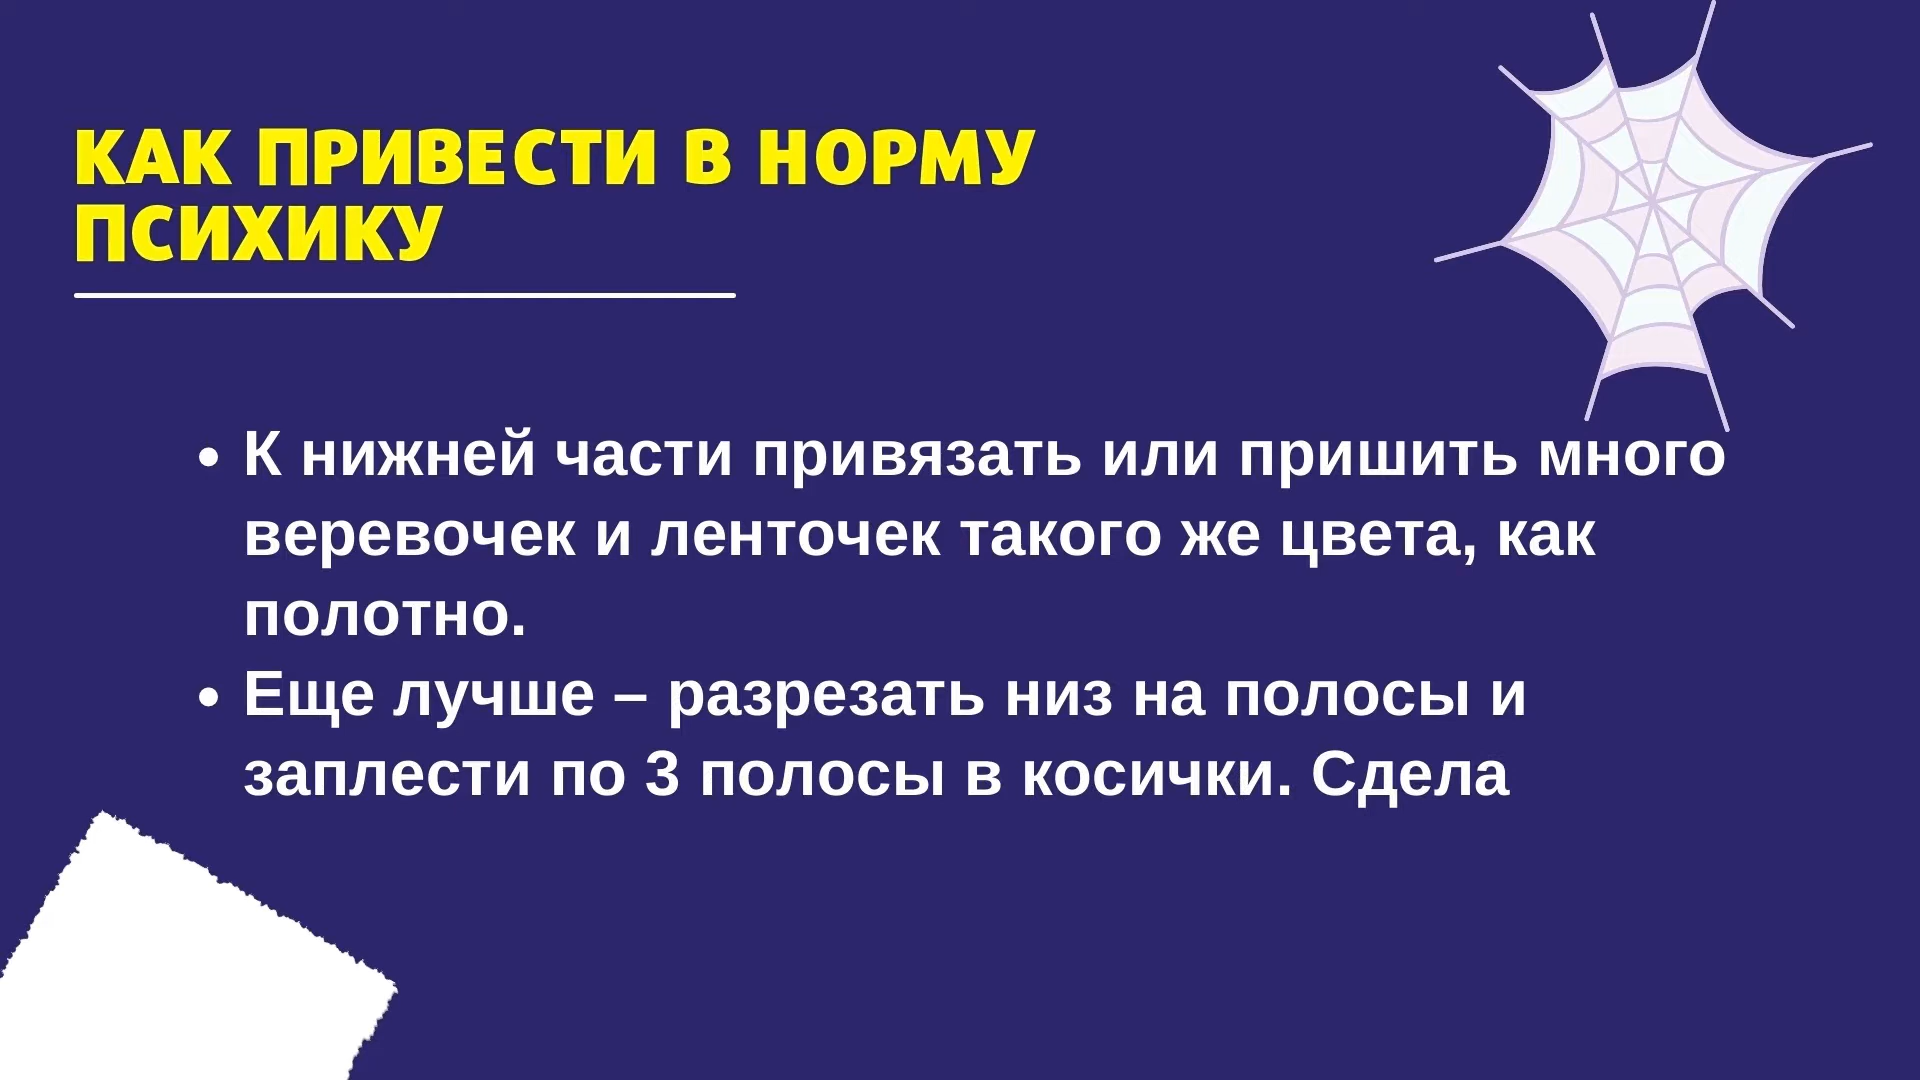 КАК ПРИВЕСТИ В НОРМУ
ПСИХИКУ
• К нижней части привязать или пришить много
веревочек и ленточек такого же цвета, как
полотно.
• Еще лучше – разрезать низ на полосы и
заплести по 3 полосы в косички. Сдела